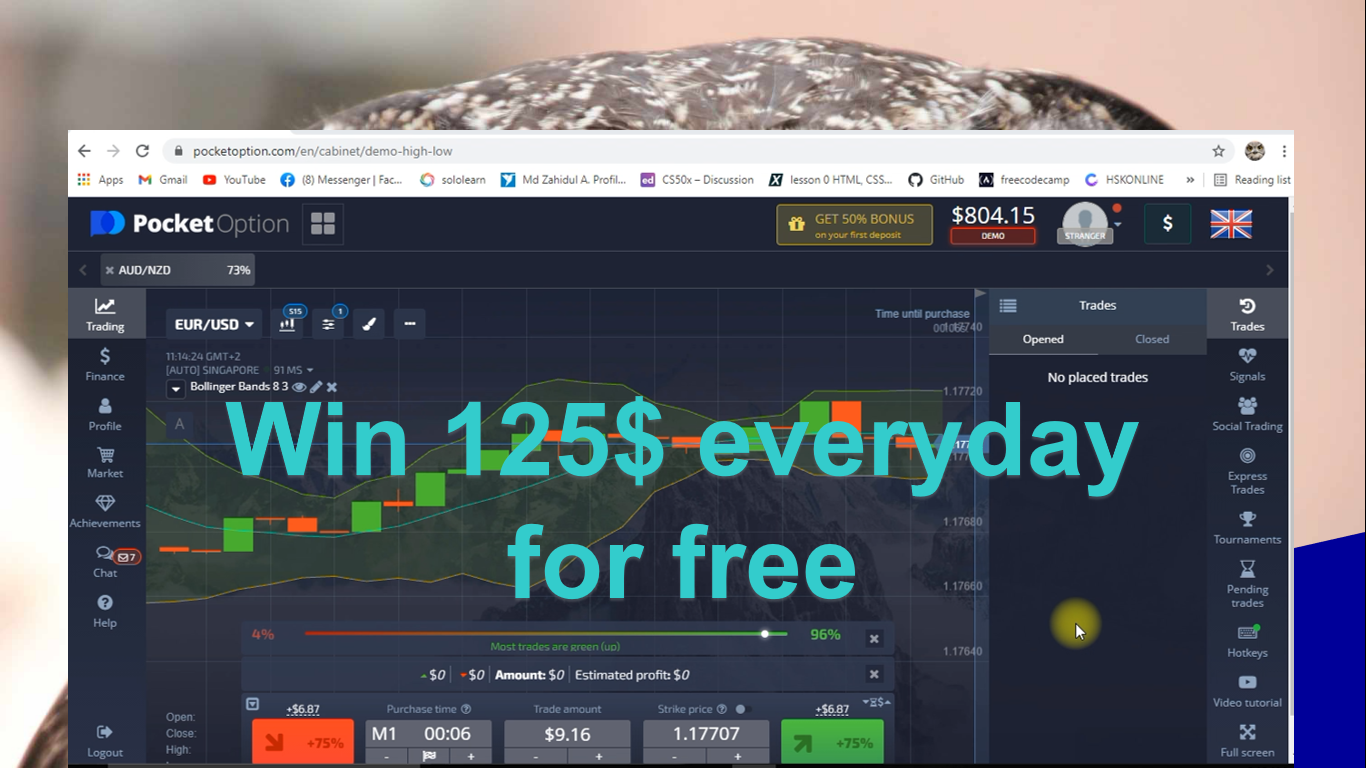 pocketoption.com/en/cabinet/demo-high-low
Apps Gmail YouTube (8) Messenger | Fac... sololearn Md Zahidul A. Profil... CS50x – Discussion lesson 0 HTML, CSS... GitHub freecodecamp HSKONLINE » Reading list
PocketOption
GET 50% BONUS
on your first deposit
$804.15
DEMO
STRANGER
$
AUD/NZD 73%
Trading
Finance
Profile
Market
Achievements
7
Chat
Help
Logout
EUR/USD
S15
1
11:14:24 GMT+2
[AUTO] SINGAPORE 91 MS
Bollinger Bands 8 3
A
Time until purchase
1.17740
1.17720
1.17680
1.17660
1.17640
Win 125$ everyday
for free
4% 96%
Most trades are green (up)
$0 $0 Amount: $0 Estimated profit: $0
+$6.87 Purchase time Trade amount Strike price +$6.87
+75% M1 00:06 $9.16 1.17707 +75%
- + - + - +
Open:
Close:
High:
Trades
Opened Closed
No placed trades
Trades
Signals
Social Trading
Express
Trades
Tournaments
Pending
trades
Hotkeys
Video tutorial
Full screen